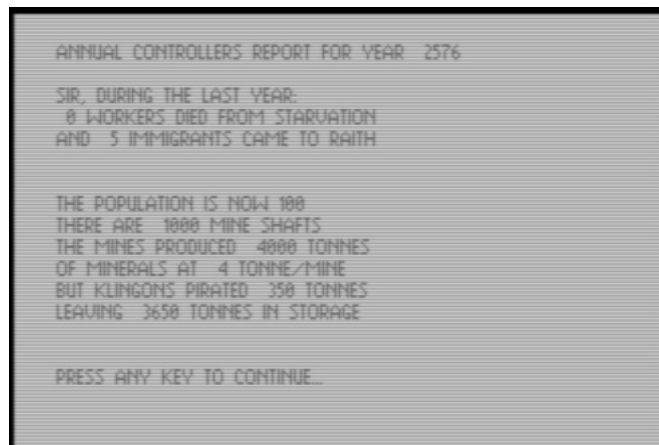 ANNUAL CONTROLLERS REPORT FOR YEAR 2576
SIR, DURING THE LAST YEAR:
0 WORKERS DIED FROM STARVATION
AND 5 IMMIGRANTS CAME TO RAITH
THE POPULATION IS NOW 100
THERE ARE 1000 MINE SHAFTS
THE MINES PRODUCED 4000 TONNES
OF MINERALS AT 4 TONNE/MINE
BUT KLINGONS PIRATED 350 TONNES
LEAVING 3650 TONNES IN STORAGE
PRESS ANY KEY TO CONTINUE...